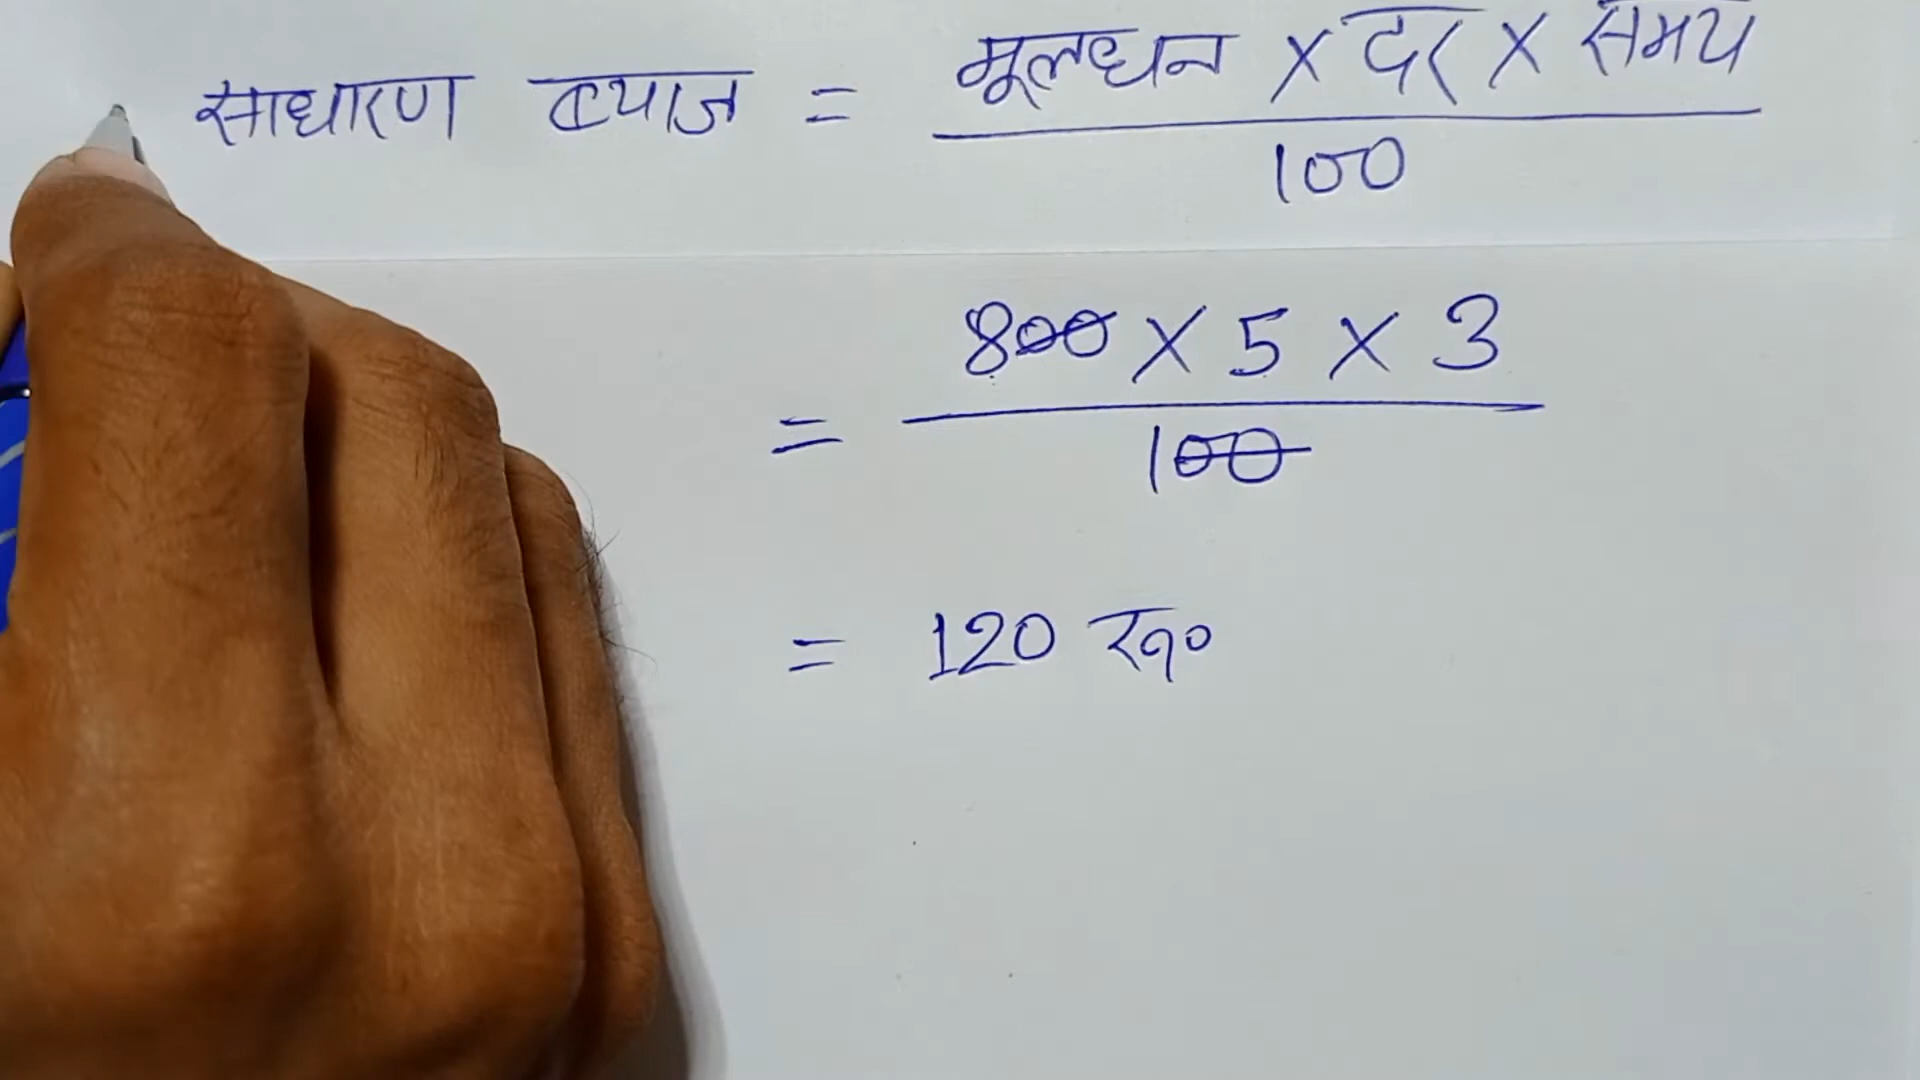 साधारण ब्याज = मूलधन × दर × समय / 100
= 800 × 5 × 3 / 100
= 120 रु०